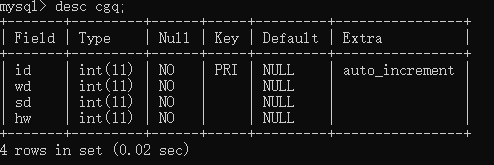 mysql> desc cgq;
+-------+---------+------+-----+---------+----------------+
| Field | Type    | Null | Key | Default | Extra          |
+-------+---------+------+-----+---------+----------------+
| id    | int(11) | NO   | PRI | NULL    | auto_increment |
| wd    | int(11) | NO   |     | NULL    |                |
| sd    | int(11) | NO   |     | NULL    |                |
| hw    | int(11) | NO   |     | NULL    |                |
+-------+---------+------+-----+---------+----------------+
4 rows in set (0.02 sec)